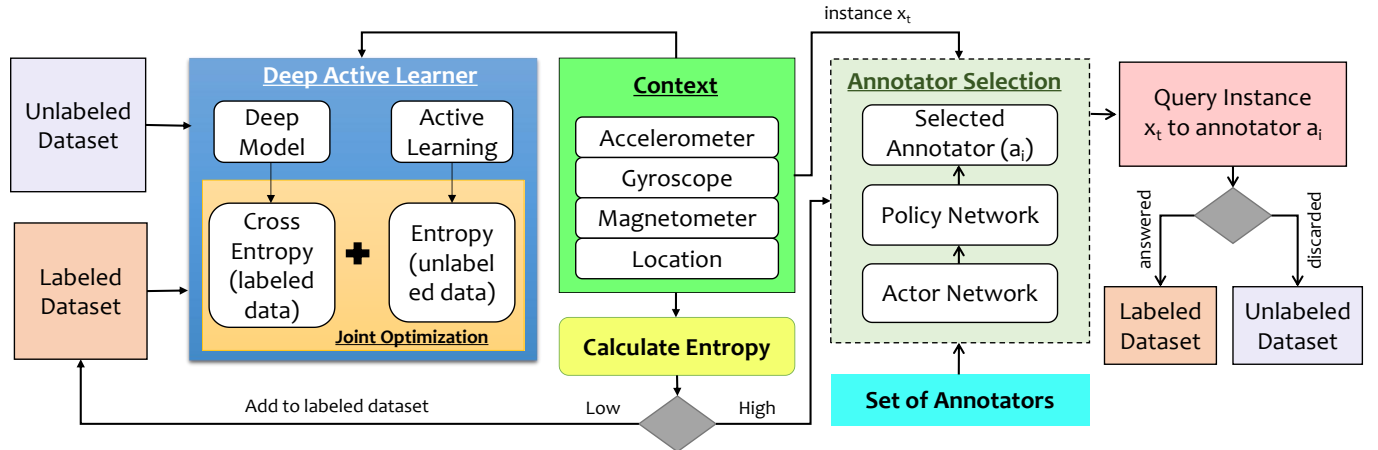 instance xₜ
Unlabeled
Dataset
Labeled
Dataset
Deep Active Learner
Deep
Model
Active
Learning
Cross
Entropy
(labeled
data)
+
Entropy
(unlabel
ed data)
Joint Optimization
Context
Accelerometer
Gyroscope
Magnetometer
Location
Calculate Entropy
Add to labeled dataset
Low
High
Annotator Selection
Selected
Annotator (aᵢ)
Policy Network
Actor Network
Set of Annotators
Query Instance
xₜ to annotator aᵢ
answered
discarded
Labeled
Dataset
Unlabeled
Dataset